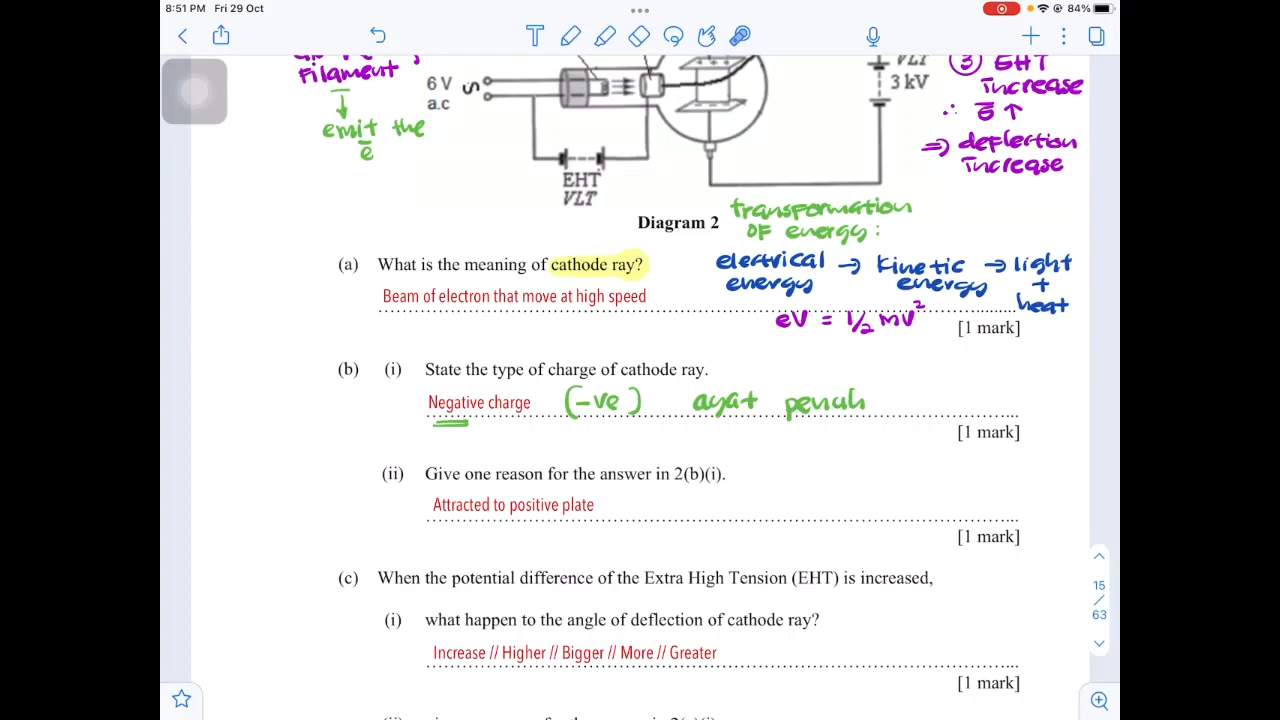 8:51 PM Fri 29 Oct
84%
Filament
emit the
ē
6 V
a.c
EHT
VLT
VLT
3 kV
③ EHT
increase
∴ ē ↑
⇒ deflection
increase
Diagram 2
transformation
of energy:
electrical energy → kinetic energy → light + heat
eV = 1/2 mv²
(a) What is the meaning of cathode ray?
Beam of electron that move at high speed
[1 mark]
(b) (i) State the type of charge of cathode ray.
Negative charge (-ve) ayat penuh
[1 mark]
(ii) Give one reason for the answer in 2(b)(i).
Attracted to positive plate
[1 mark]
(c) When the potential difference of the Extra High Tension (EHT) is increased,
(i) what happen to the angle of deflection of cathode ray?
Increase // Higher // Bigger // More // Greater
[1 mark]
15
/
63